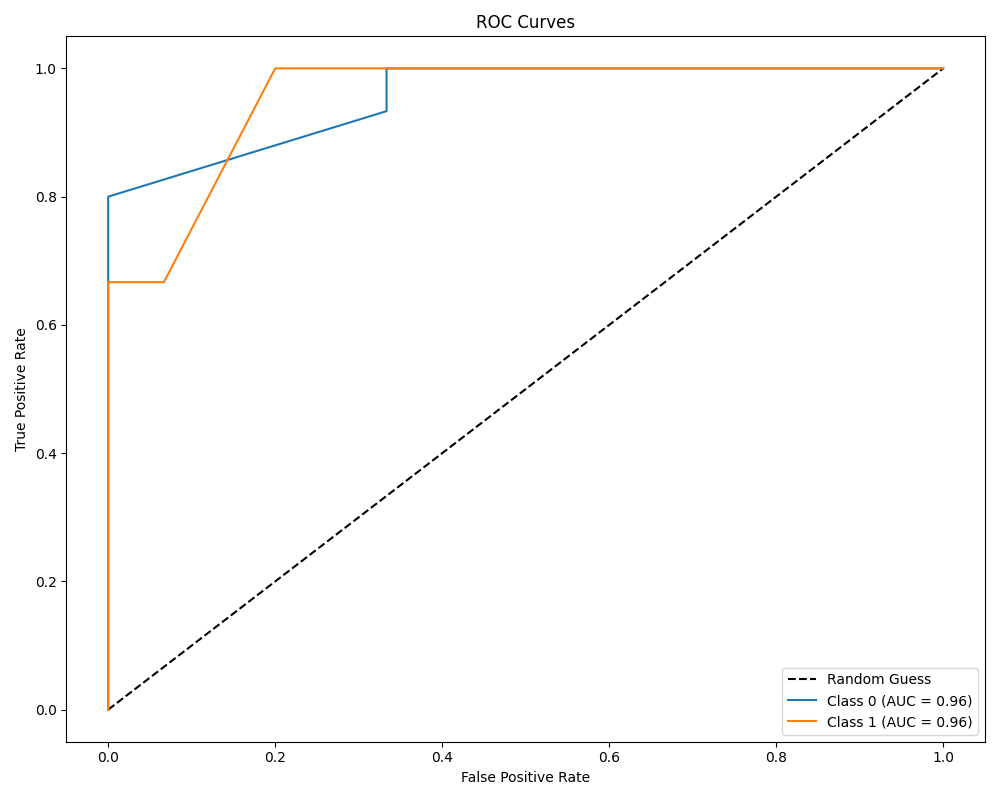 ROC Curves
True Positive Rate
1.0
0.8
0.6
0.4
0.2
0.0
0.0 0.2 0.4 0.6 0.8 1.0
False Positive Rate
Random Guess
Class 0 (AUC = 0.96)
Class 1 (AUC = 0.96)